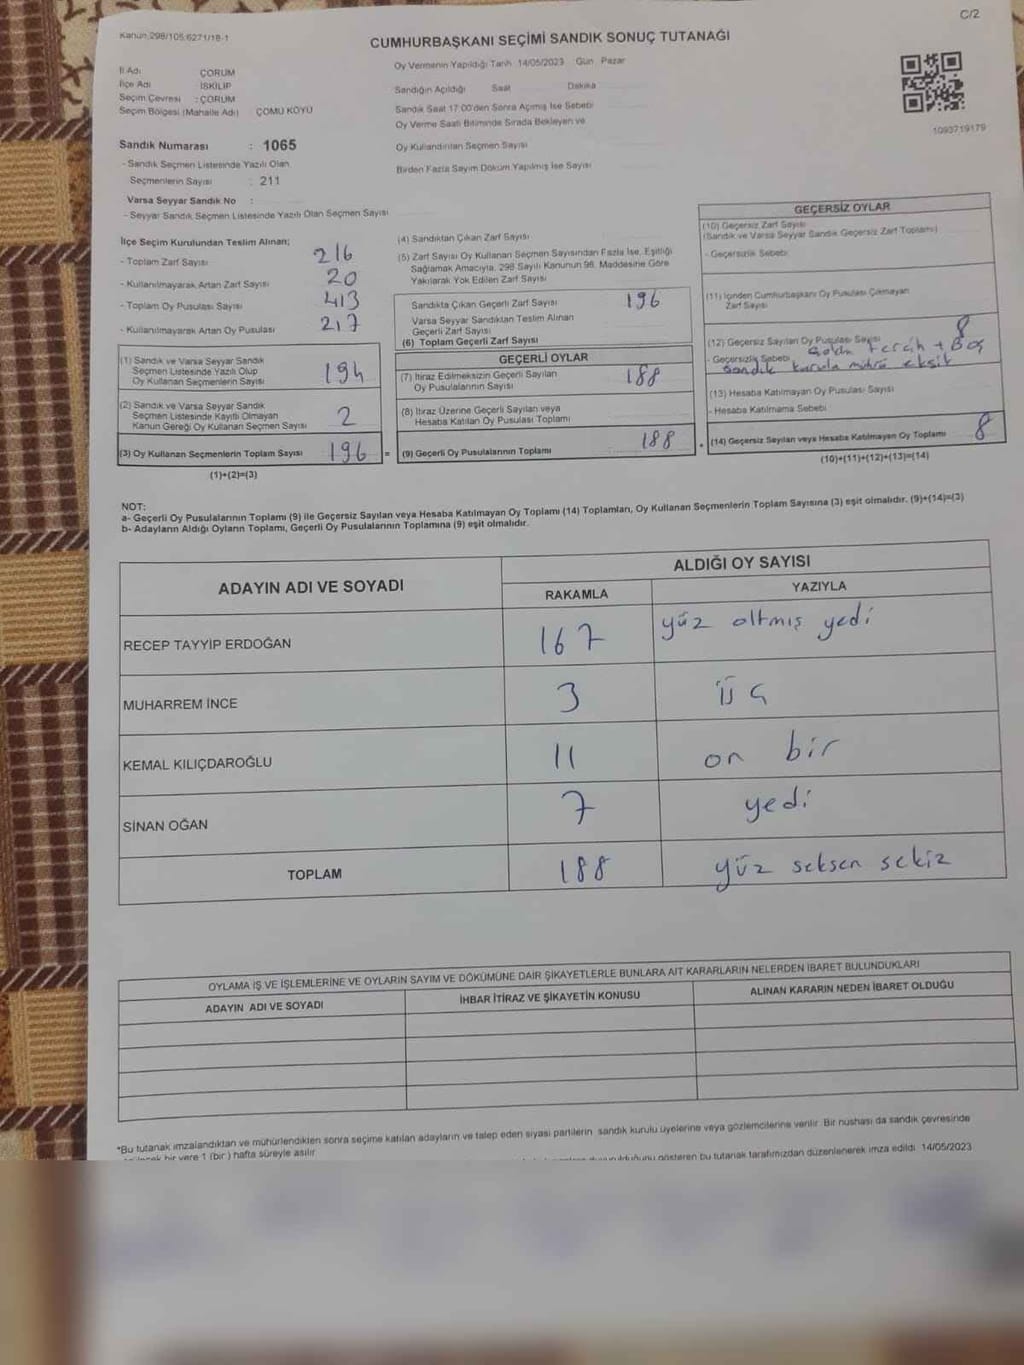 C/2
Kanun 298/105:6271/18-1
CUMHURBAŞKANI SEÇİMİ SANDIK SONUÇ TUTANAĞI
İl Adı ÇORUM
İlçe Adı İSKİLİP
Seçim Çevresi : ÇORUM
Seçim Bölgesi (Mahalle Adı) ÇOMU KÖYÜ
Oy Vermenin Yapıldığı Tarih 14/05/2023 Gün Pazar
Sandığın Açıldığı Saat Dakika
Sandık Saat 17:00'den Sonra Açılmış İse Sebebi
Oy Verme Saati Bitiminde Sırada Bekleyen ve
Oy Kullandırılan Seçmen Sayısı
Birden Fazla Sayım Döküm Yapılmış İse Sayısı
1093719179
Sandık Numarası : 1065
- Sandık Seçmen Listesinde Yazılı Olan
Seçmenlerin Sayısı : 211
Varsa Seyyar Sandık No :
- Seyyar Sandık Seçmen Listesinde Yazılı Olan Seçmen Sayısı
İlçe Seçim Kurulundan Teslim Alınan;
- Toplam Zarf Sayısı 216
- Kullanılmayarak Artan Zarf Sayısı 20
- Toplam Oy Pusulası Sayısı 413
- Kullanılmayarak Artan Oy Pusulası 217
(1) Sandık ve Varsa Seyyar Sandık
Seçmen Listesinde Yazılı Olup
Oy Kullanan Seçmenlerin Sayısı 194
(2) Sandık ve Varsa Seyyar Sandık
Seçmen Listesinde Kayıtlı Olmayan
Kanun Gereği Oy Kullanan Seçmen Sayısı 2
(3) Oy Kullanan Seçmenlerin Toplam Sayısı 196 =
(1)+(2)=(3)
(4) Sandıktan Çıkan Zarf Sayısı
(5) Zarf Sayısı Oy Kullanan Seçmen Sayısından Fazla İse, Eşitliği
Sağlamak Amacıyla, 298 Sayılı Kanunun 98. Maddesine Göre
Yakılarak Yok Edilen Zarf Sayısı
Sandıkta Çıkan Geçerli Zarf Sayısı 196
Varsa Seyyar Sandıktan Teslim Alınan
Geçerli Zarf Sayısı
(6) Toplam Geçerli Zarf Sayısı
GEÇERLİ OYLAR
(7) İtiraz Edilmeksizin Geçerli Sayılan
Oy Pusulalarının Sayısı 188
(8) İtiraz Üzerine Geçerli Sayılan veya
Hesaba Katılan Oy Pusulası Toplamı
(9) Geçerli Oy Pusulalarının Toplamı 188 +
GEÇERSİZ OYLAR
(10) Geçersiz Zarf Sayısı
(Sandık ve Varsa Seyyar Sandık Geçersiz Zarf Toplamı)
- Geçersizlik Sebebi
(11) İçinden Cumhurbaşkanı Oy Pusulası Çıkmayan
Zarf Sayısı
(12) Geçersiz Sayılan Oy Pusulası Sayısı 8
- Geçersizlik Sebebi tercih + Boş
Sandık kurulu mührü eksik
(13) Hesaba Katılmayan Oy Pusulası Sayısı
- Hesaba Katılmama Sebebi
(14) Geçersiz Sayılan veya Hesaba Katılmayan Oy Toplamı 8
(10)+(11)+(12)+(13)=(14)
NOT:
a- Geçerli Oy Pusulalarının Toplamı (9) ile Geçersiz Sayılan veya Hesaba Katılmayan Oy Toplamı (14) Toplamları, Oy Kullanan Seçmenlerin Toplam Sayısına (3) eşit olmalıdır. (9)+(14)=(3)
b- Adayların Aldığı Oyların Toplamı, Geçerli Oy Pusulalarının Toplamına (9) eşit olmalıdır.
ADAYIN ADI VE SOYADI ALDIĞI OY SAYISI
RAKAMLA YAZIYLA
RECEP TAYYİP ERDOĞAN 167 yüz altmış yedi
MUHARREM İNCE 3 üç
KEMAL KILIÇDAROĞLU 11 on bir
SİNAN OĞAN 7 yedi
TOPLAM 188 yüz seksen sekiz
OYLAMA İŞ VE İŞLEMLERİNE VE OYLARIN SAYIM VE DÖKÜMÜNE DAİR ŞİKAYETLERLE BUNLARA AİT KARARLARIN NELERDEN İBARET BULUNDUKLARI
ADAYIN ADI VE SOYADI İHBAR İTİRAZ VE ŞİKAYETİN KONUSU ALINAN KARARIN NEDEN İBARET OLDUĞU
*Bu tutanak imzalandıktan ve mühürlendikten sonra seçime katılan adayların ve talep eden siyasi partilerin sandık kurulu üyelerine veya gözlemcilerine verilir. Bir nüshası da sandık çevresinde
bir yere 1 (bir) hafta süreyle asılır.
gösteren bu tutanak tarafımızdan düzenlenerek imza edildi. 14/05/2023